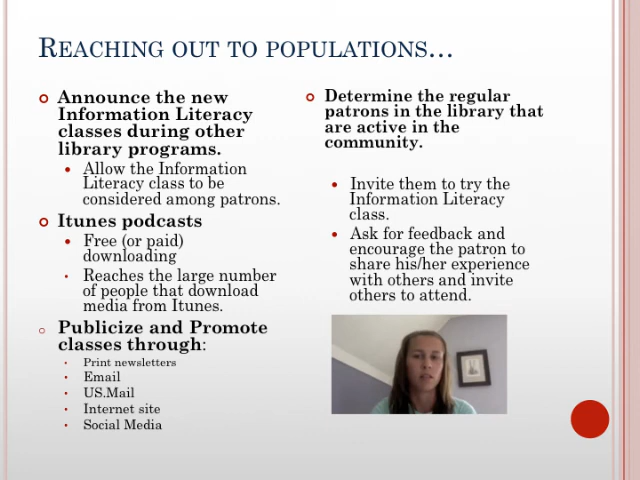 REACHING OUT TO POPULATIONS…
Announce the new
Information Literacy
classes during other
library programs.
Allow the Information
Literacy class to be
considered among patrons.
Itunes podcasts
Free (or paid)
downloading
Reaches the large number
of people that download
media from Itunes.
Publicize and Promote
classes through:
Print newsletters
Email
US.Mail
Internet site
Social Media
Determine the regular
patrons in the library that
are active in the
community.
Invite them to try the
Information Literacy
class.
Ask for feedback and
encourage the patron to
share his/her experience
with others and invite
others to attend.